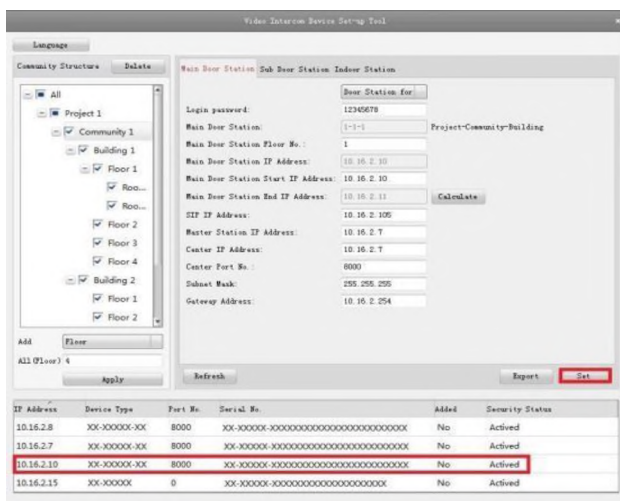 Video Intercom Device Set-up Tool
Language
Community Structure Delete
Main Door Station Sub Door Station Indoor Station
All
Project 1
Community 1
Building 1
Floor 1
Roo...
Roo...
Floor 2
Floor 3
Floor 4
Building 2
Floor 1
Floor 2
Add Floor
All(Floor) 4
Apply
Door Station for
Login password: 12345678
Main Door Station: 1-1-1 Project-Community-Building
Main Door Station Floor No.: 1
Main Door Station IP Address: 10.16.2.10
Main Door Station Start IP Address: 10.16.2.10
Main Door Station End IP Address: 10.16.2.11 Calculate
SIP IP Address: 10.16.2.105
Master Station IP Address: 10.16.2.7
Center IP Address: 10.16.2.7
Center Port No.: 8000
Subnet Mask: 255.255.255
Gateway Address: 10.16.2.254
Refresh Export Set
IP Address Device Type Port No. Serial No. Added Security Status
10.16.2.8 XX-XXXXX-XX 8000 XX-XXXXX-XXXXXXXXXXXXXXXXXXXXXXXX No Actived
10.16.2.7 XX-XXXXX-XX 8000 XX-XXXXX-XXXXXXXXXXXXXXXXXXXXXXXX No Actived
10.16.2.10 XX-XXXXX-XX 8000 XX-XXXXX-XXXXXXXXXXXXXXXXXXXXXXXX No Actived
10.16.2.15 XX-XXXXX 0 XX-XXXXX-XXXXXXXXXXXXXXXXXXXX No Actived